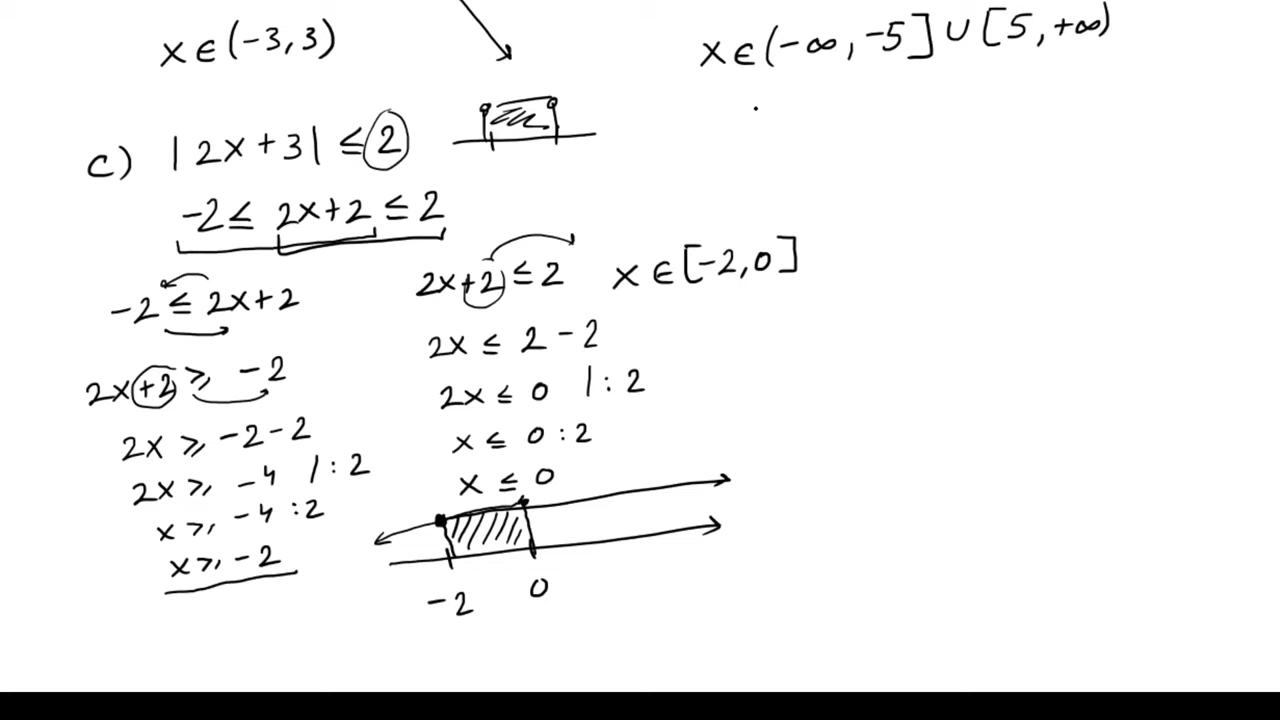 x ∈ (-3, 3)
x ∈ (-∞, -5] ∪ [5, +∞)
c) |2x + 3| ≤ 2
-2 ≤ 2x+2 ≤ 2
-2 ≤ 2x+2
2x +2 ≥ -2
2x ≥ -2 - 2
2x ≥ -4 | : 2
x ≥ -4 : 2
x ≥ -2
2x +2 ≤ 2
2x ≤ 2 - 2
2x ≤ 0 | : 2
x ≤ 0 : 2
x ≤ 0
-2 0
x ∈ [-2, 0]